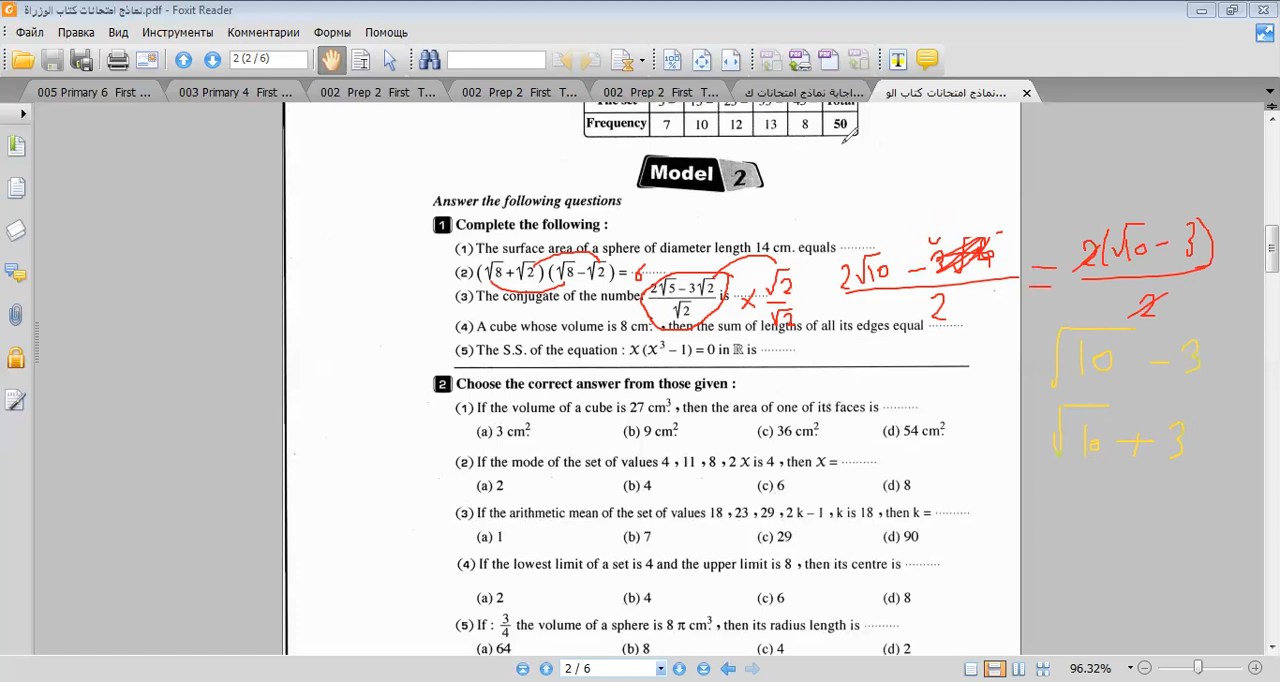 نماذج امتحانات كتاب الوزراة.pdf - Foxit Reader
Файл Правка Вид Инструменты Комментарии Формы Помощь
2 (2 / 6)
005 Primary 6 First ... 003 Primary 4 First ... 002 Prep 2 First T... 002 Prep 2 First T... 002 Prep 2 First T... اجابة نماذج امتحانات ك... نماذج امتحانات كتاب الو...
Frequency 7 10 12 13 8 50
Model 2
Answer the following questions
1 Complete the following :
(1) The surface area of a sphere of diameter length 14 cm. equals ..........
(2) (√8 + √2) (√8 − √2) = .......... 6
(3) The conjugate of the number (2√5 − 3√2)/√2 is ..........
× √2/√2
(2√10 − 3√4)/2 = 2(√10 − 3)/2
√10 − 3
√10 + 3
(4) A cube whose volume is 8 cm³, then the sum of lengths of all its edges equal ..........
(5) The S.S. of the equation : X (X³ − 1) = 0 in ℝ is ..........
2 Choose the correct answer from those given :
(1) If the volume of a cube is 27 cm³, then the area of one of its faces is ..........
(a) 3 cm². (b) 9 cm². (c) 36 cm². (d) 54 cm².
(2) If the mode of the set of values 4 , 11 , 8 , 2 X is 4 , then X = ..........
(a) 2 (b) 4 (c) 6 (d) 8
(3) If the arithmetic mean of the set of values 18 , 23 , 29 , 2 k − 1 , k is 18 , then k = ..........
(a) 1 (b) 7 (c) 29 (d) 90
(4) If the lowest limit of a set is 4 and the upper limit is 8 , then its centre is ..........
(a) 2 (b) 4 (c) 6 (d) 8
(5) If : 3/4 the volume of a sphere is 8 π cm³, then its radius length is ..........
(a) 64 (b) 8 (c) 4 (d) 2
2 / 6 96.32%